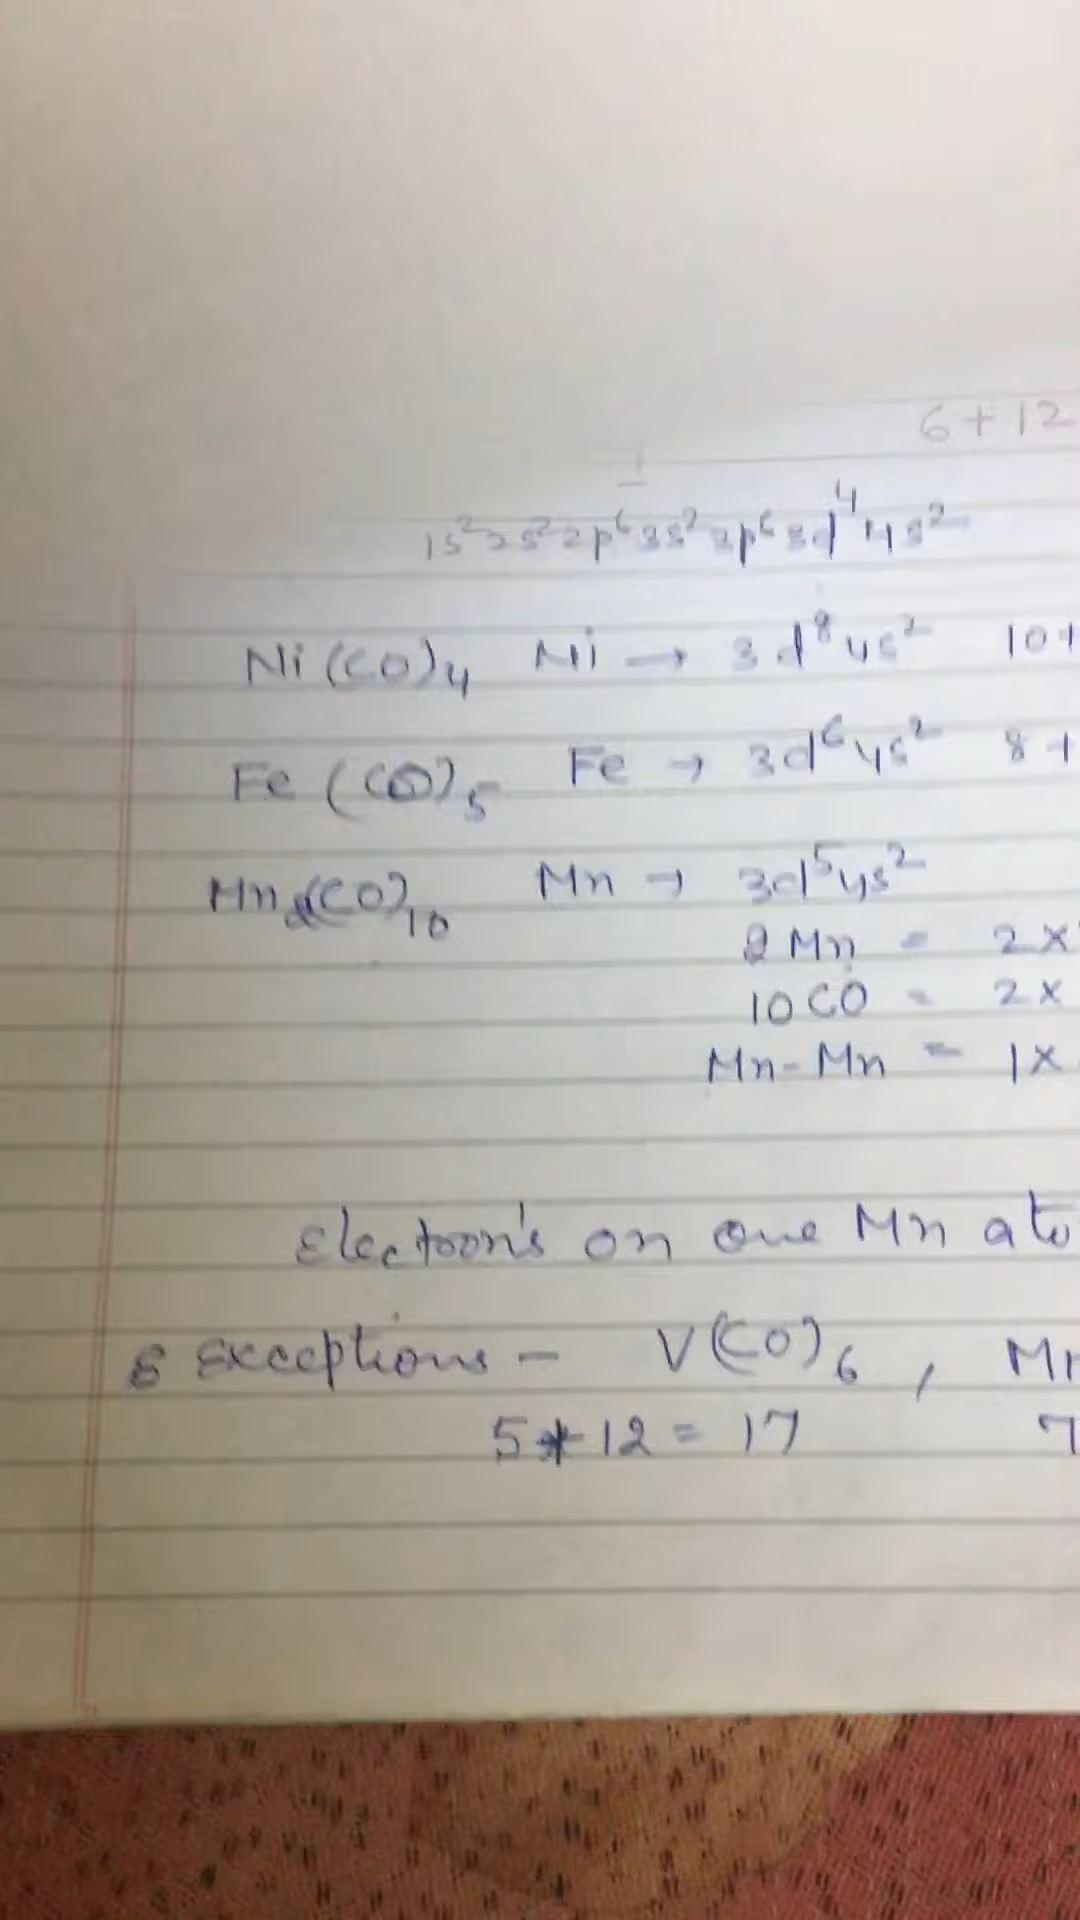 6+12
1s²2s²2p⁶3s²3p⁶3d⁴4s²
Ni(CO)₄ Ni → 3d⁸4s² 10+
Fe(CO)₅ Fe → 3d⁶4s² 8+
Mn₂(CO)₁₀ Mn → 3d⁵4s²
2Mn = 2×
10CO = 2×
Mn-Mn = 1×
Electron's on one Mn ato
Exceptions - V(CO)₆ , Mn
5+12 = 17 7